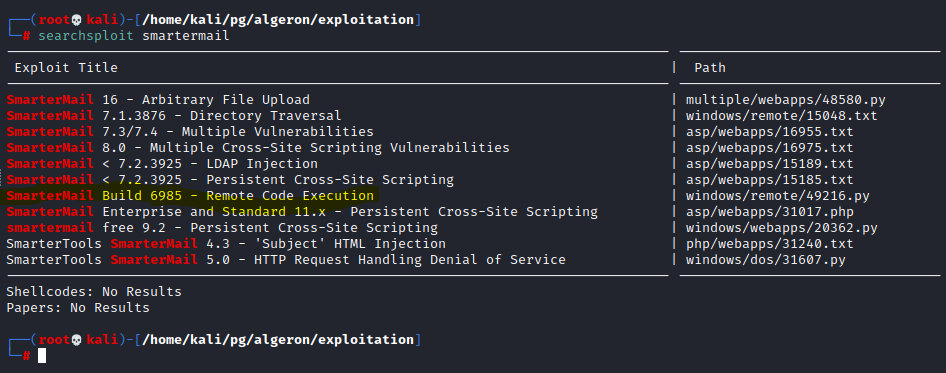 (root💀kali)-[/home/kali/pg/algeron/exploitation]
# searchsploit smartermail
Exploit Title | Path
SmarterMail 16 - Arbitrary File Upload | multiple/webapps/48580.py
SmarterMail 7.1.3876 - Directory Traversal | windows/remote/15048.txt
SmarterMail 7.3/7.4 - Multiple Vulnerabilities | asp/webapps/16955.txt
SmarterMail 8.0 - Multiple Cross-Site Scripting Vulnerabilities | asp/webapps/16975.txt
SmarterMail < 7.2.3925 - LDAP Injection | asp/webapps/15189.txt
SmarterMail < 7.2.3925 - Persistent Cross-Site Scripting | asp/webapps/15185.txt
SmarterMail Build 6985 - Remote Code Execution | windows/remote/49216.py
SmarterMail Enterprise and Standard 11.x - Persistent Cross-Site Scripting | asp/webapps/31017.php
smartermail free 9.2 - Persistent Cross-Site Scripting | windows/webapps/20362.py
SmarterTools SmarterMail 4.3 - 'Subject' HTML Injection | php/webapps/31240.txt
SmarterTools SmarterMail 5.0 - HTTP Request Handling Denial of Service | windows/dos/31607.py
Shellcodes: No Results
Papers: No Results
(root💀kali)-[/home/kali/pg/algeron/exploitation]
#